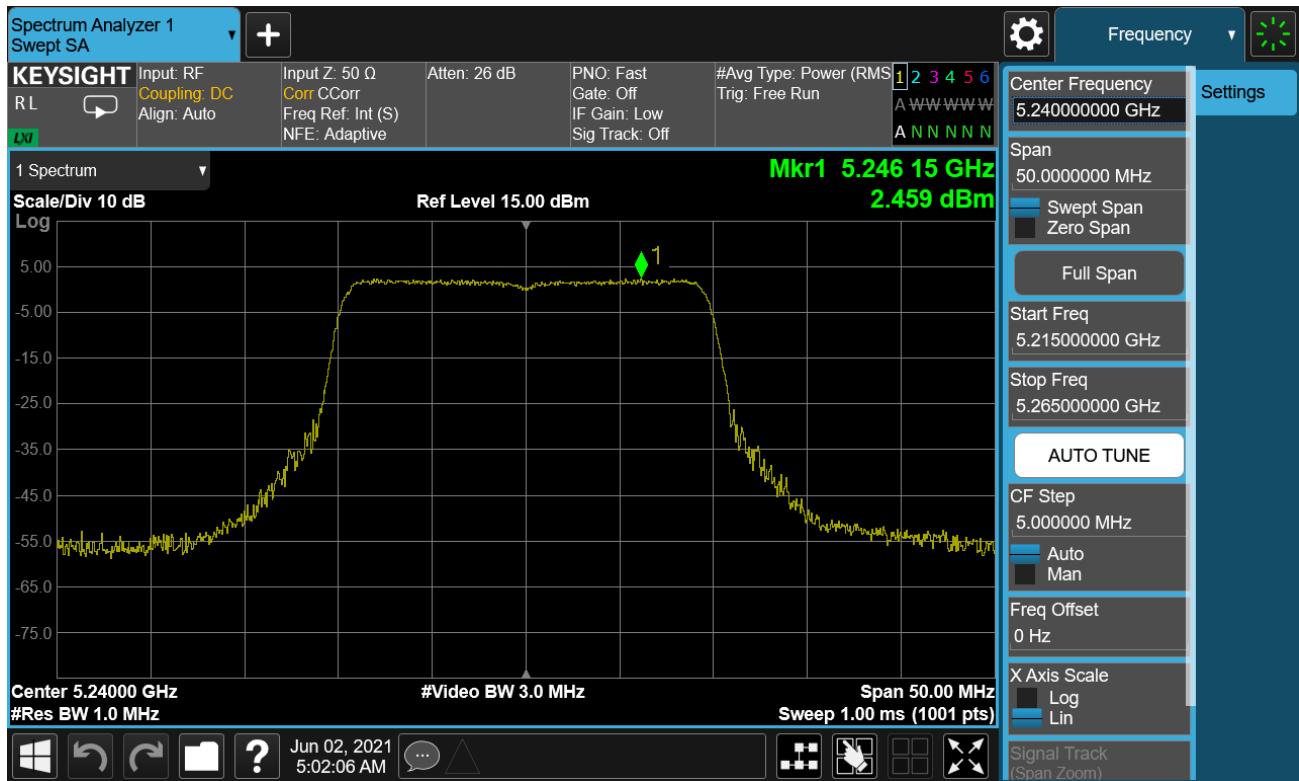 Spectrum Analyzer 1
Swept SA
Frequency
KEYSIGHT
R L
LXI
Input: RF
Coupling: DC
Align: Auto
Input Z: 50 Ω
Corr CCorr
Freq Ref: Int (S)
NFE: Adaptive
Atten: 26 dB
PNO: Fast
Gate: Off
IF Gain: Low
Sig Track: Off
#Avg Type: Power (RMS
Trig: Free Run
1 2 3 4 5 6
A W W W W W
A N N N N N
1 Spectrum
Mkr1 5.246 15 GHz
Scale/Div 10 dB
Ref Level 15.00 dBm
2.459 dBm
Log
1
5.00
-5.00
-15.0
-25.0
-35.0
-45.0
-55.0
-65.0
-75.0
Center 5.24000 GHz
#Video BW 3.0 MHz
Span 50.00 MHz
#Res BW 1.0 MHz
Sweep 1.00 ms (1001 pts)
Center Frequency
5.240000000 GHz
Settings
Span
50.0000000 MHz
Swept Span
Zero Span
Full Span
Start Freq
5.215000000 GHz
Stop Freq
5.265000000 GHz
AUTO TUNE
CF Step
5.000000 MHz
Auto
Man
Freq Offset
0 Hz
X Axis Scale
Log
Lin
Signal Track
(Span Zoom)
?
Jun 02, 2021
5:02:06 AM